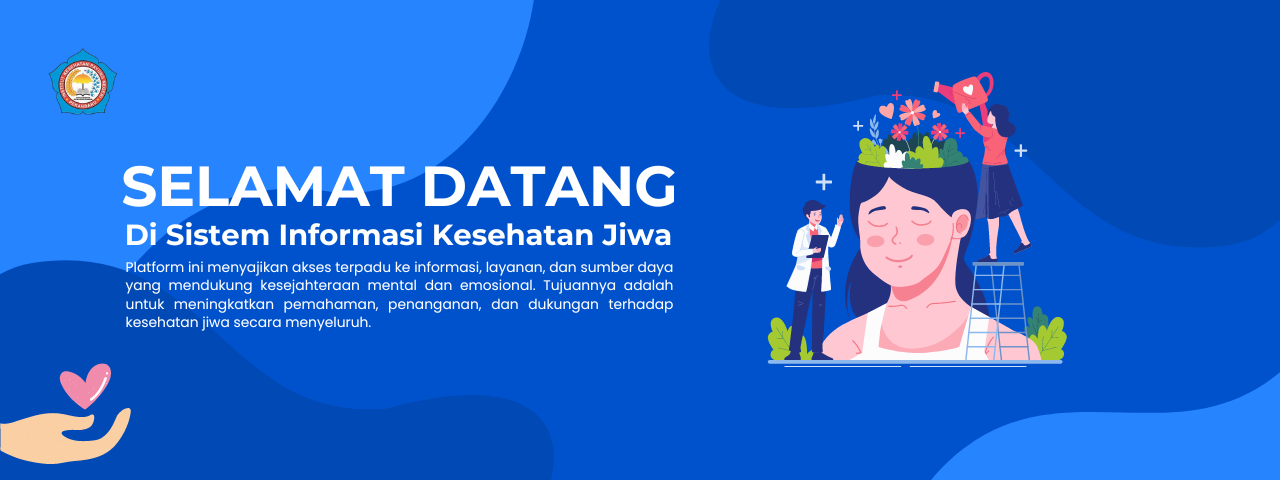 SELAMAT DATANG
Di Sistem Informasi Kesehatan Jiwa
Platform ini menyajikan akses terpadu ke informasi, layanan, dan sumber daya
yang mendukung kesejahteraan mental dan emosional. Tujuannya adalah
untuk meningkatkan pemahaman, penanganan, dan dukungan terhadap
kesehatan jiwa secara menyeluruh.